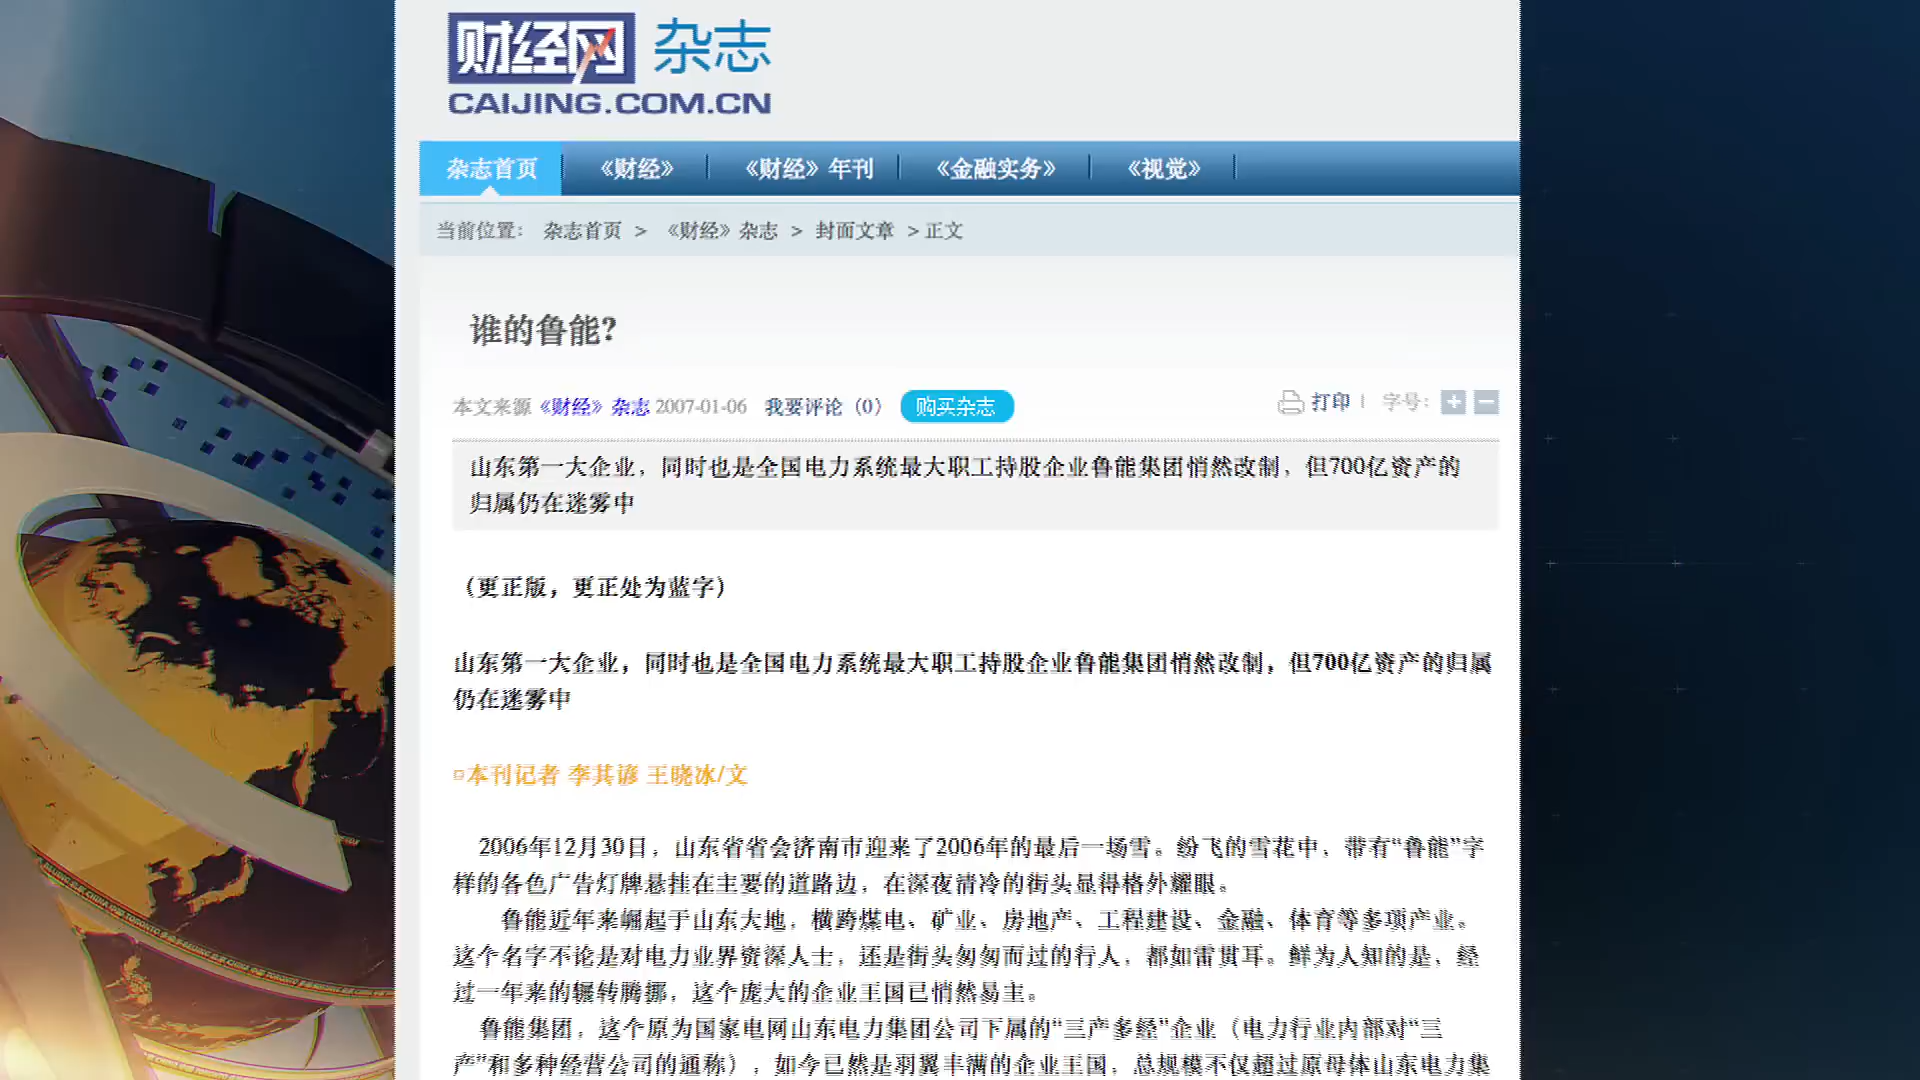 财经网 杂志
CAIJING.COM.CN
杂志首页 《财经》 《财经》年刊 《金融实务》 《视觉》
当前位置： 杂志首页 > 《财经》杂志 > 封面文章 > 正文
谁的鲁能?
本文来源《财经》杂志 2007-01-06 我要评论（0） 购买杂志 打印 | 字号： + −
山东第一大企业，同时也是全国电力系统最大职工持股企业鲁能集团悄然改制，但700亿资产的
归属仍在迷雾中
（更正版，更正处为蓝字）
山东第一大企业，同时也是全国电力系统最大职工持股企业鲁能集团悄然改制，但700亿资产的归属
仍在迷雾中
□本刊记者 李其谚 王晓冰/文
2006年12月30日，山东省省会济南市迎来了2006年的最后一场雪。纷飞的雪花中，带有“鲁能”字
样的各色广告灯牌悬挂在主要的道路边，在深夜清冷的街头显得格外耀眼。
鲁能近年来崛起于山东大地，横跨煤电、矿业、房地产、工程建设、金融、体育等多项产业。
这个名字不论是对电力业界资深人士，还是街头匆匆而过的行人，都如雷贯耳。鲜为人知的是，经
过一年来的辗转腾挪，这个庞大的企业王国已悄然易主。
鲁能集团，这个原为国家电网山东电力集团公司下属的“三产多经”企业（电力行业内部对“三
产”和多种经营公司的通称），如今已然是羽翼丰满的企业王国，总规模不仅超过原母体山东电力集